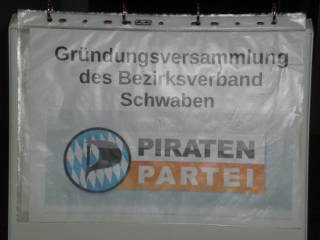 Gründungsversammlung
des Bezirksverband
Schwaben
PIRATEN
PARTEI